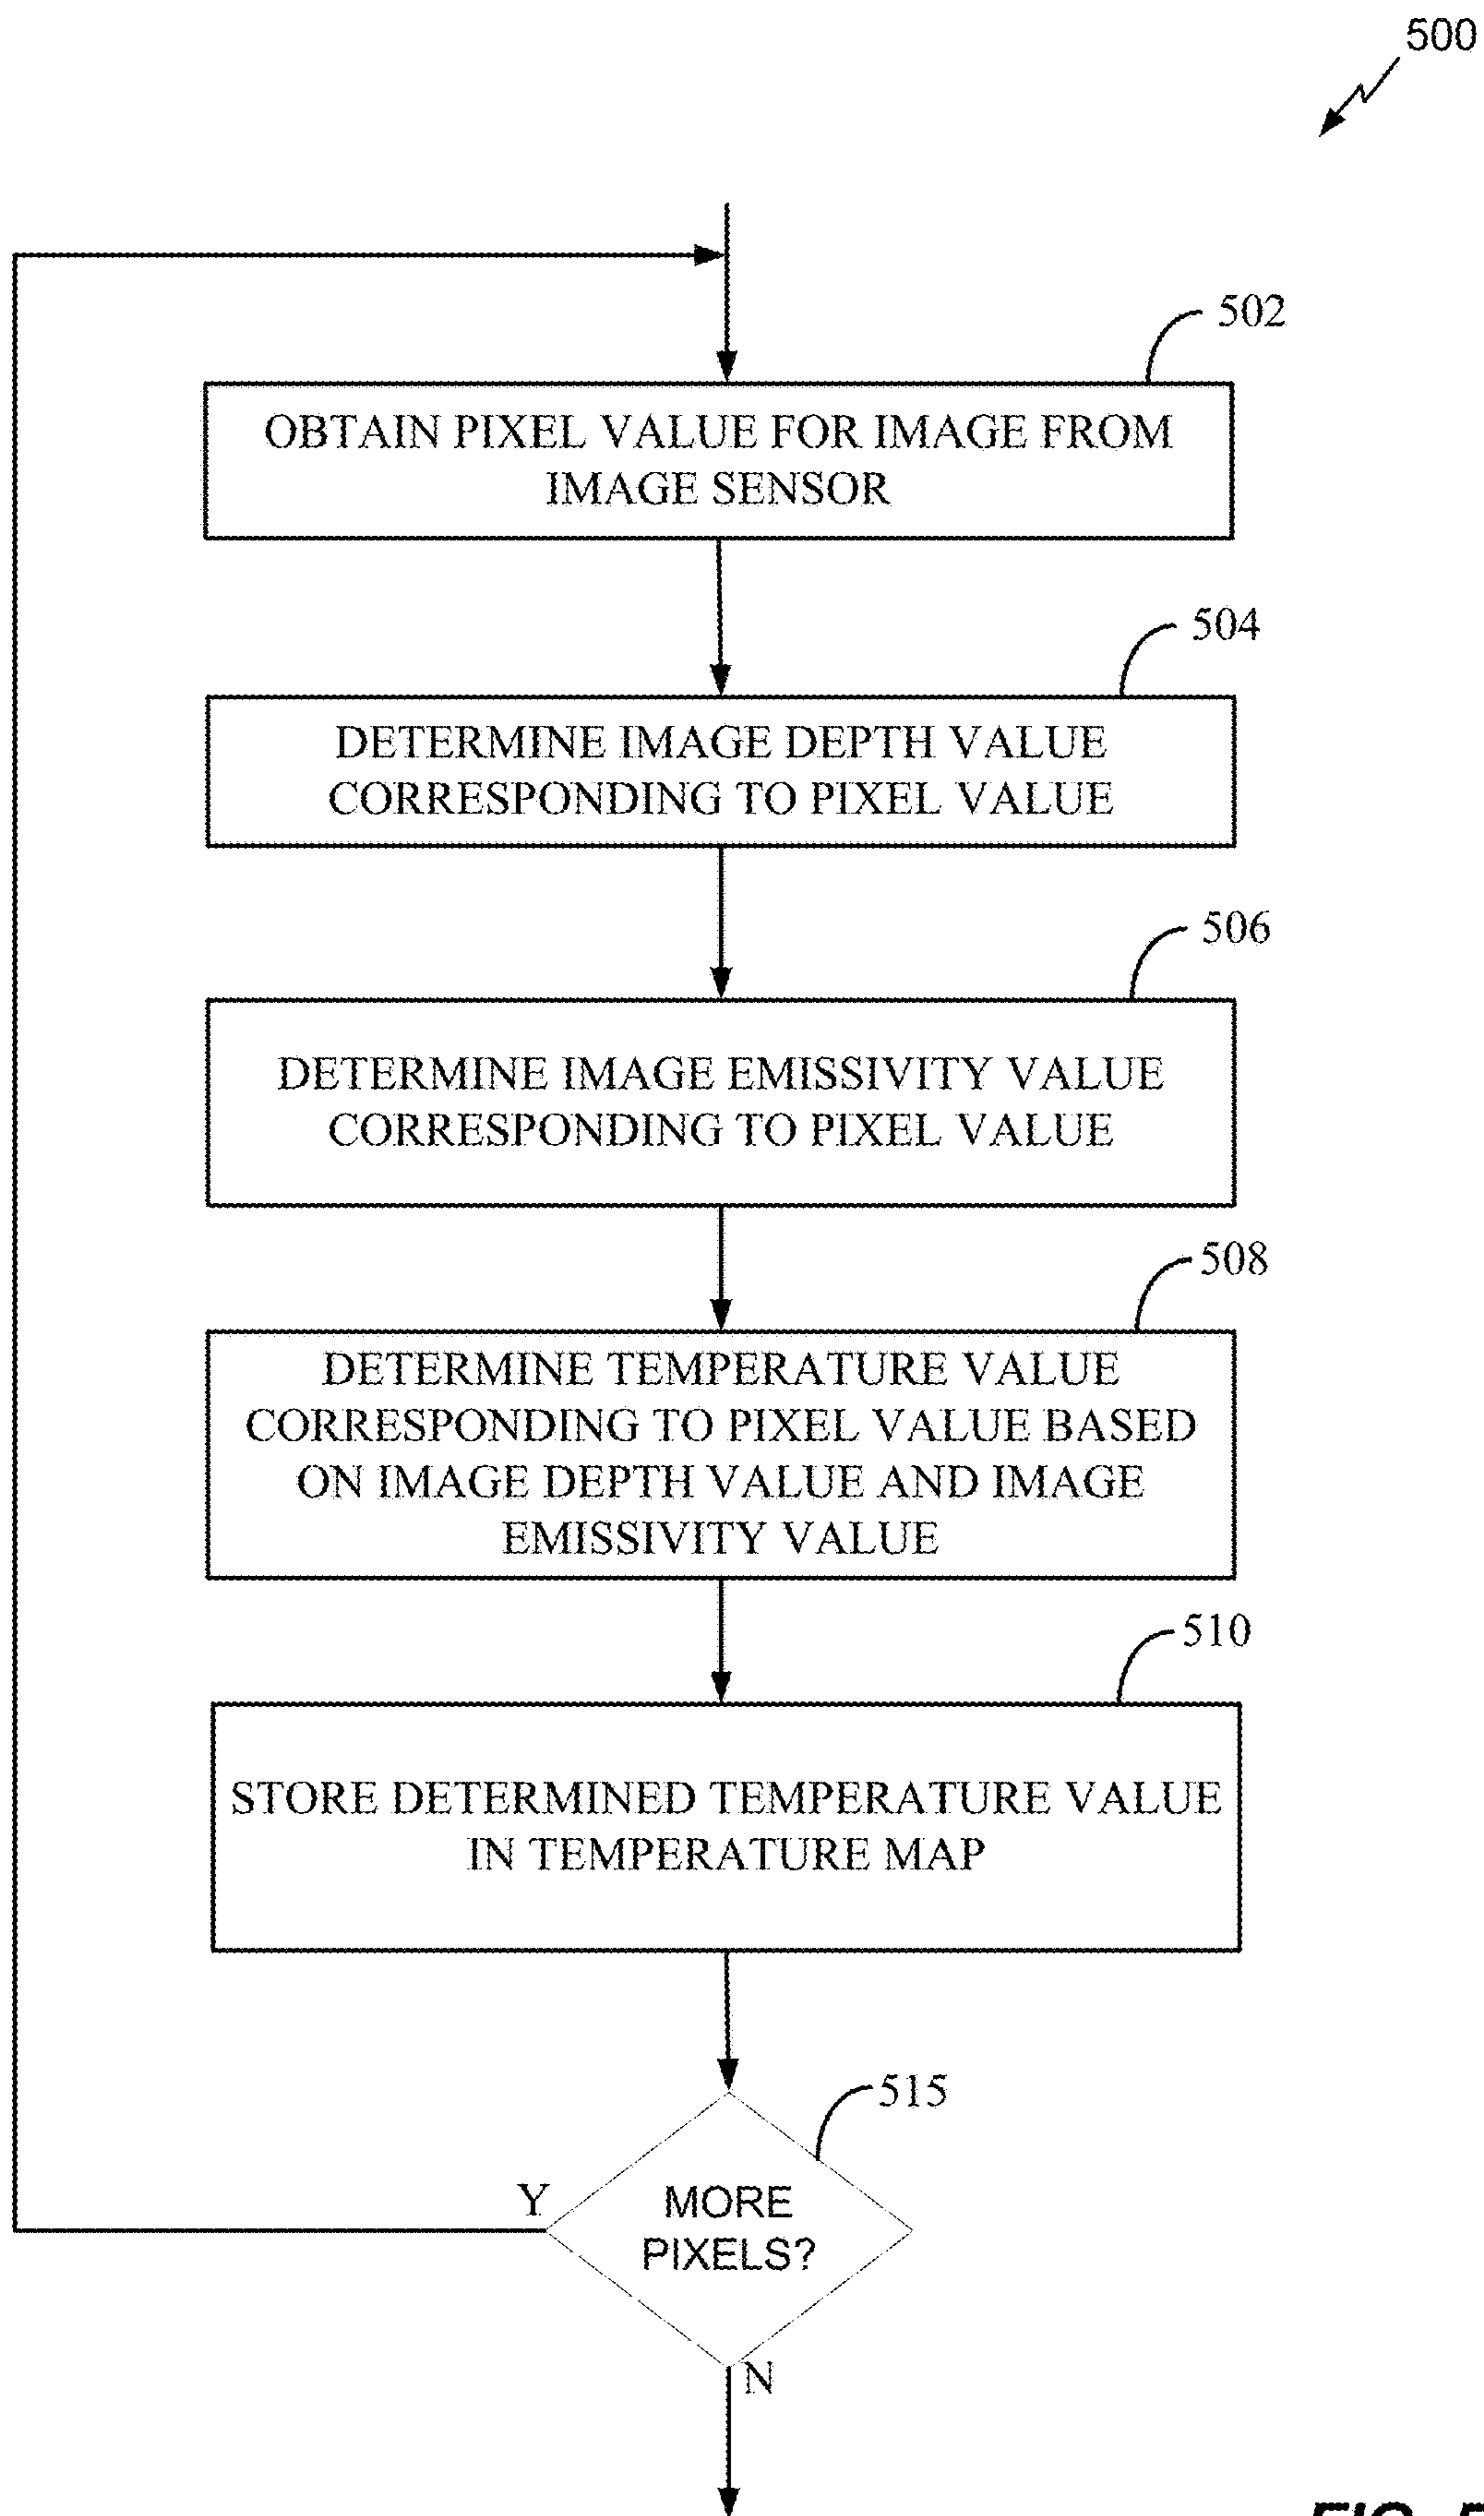 500
502
OBTAIN PIXEL VALUE FOR IMAGE FROM
IMAGE SENSOR
504
DETERMINE IMAGE DEPTH VALUE
CORRESPONDING TO PIXEL VALUE
506
DETERMINE IMAGE EMISSIVITY VALUE
CORRESPONDING TO PIXEL VALUE
508
DETERMINE TEMPERATURE VALUE
CORRESPONDING TO PIXEL VALUE BASED
ON IMAGE DEPTH VALUE AND IMAGE
EMISSIVITY VALUE
510
STORE DETERMINED TEMPERATURE VALUE
IN TEMPERATURE MAP
515
Y
MORE
PIXELS?
N